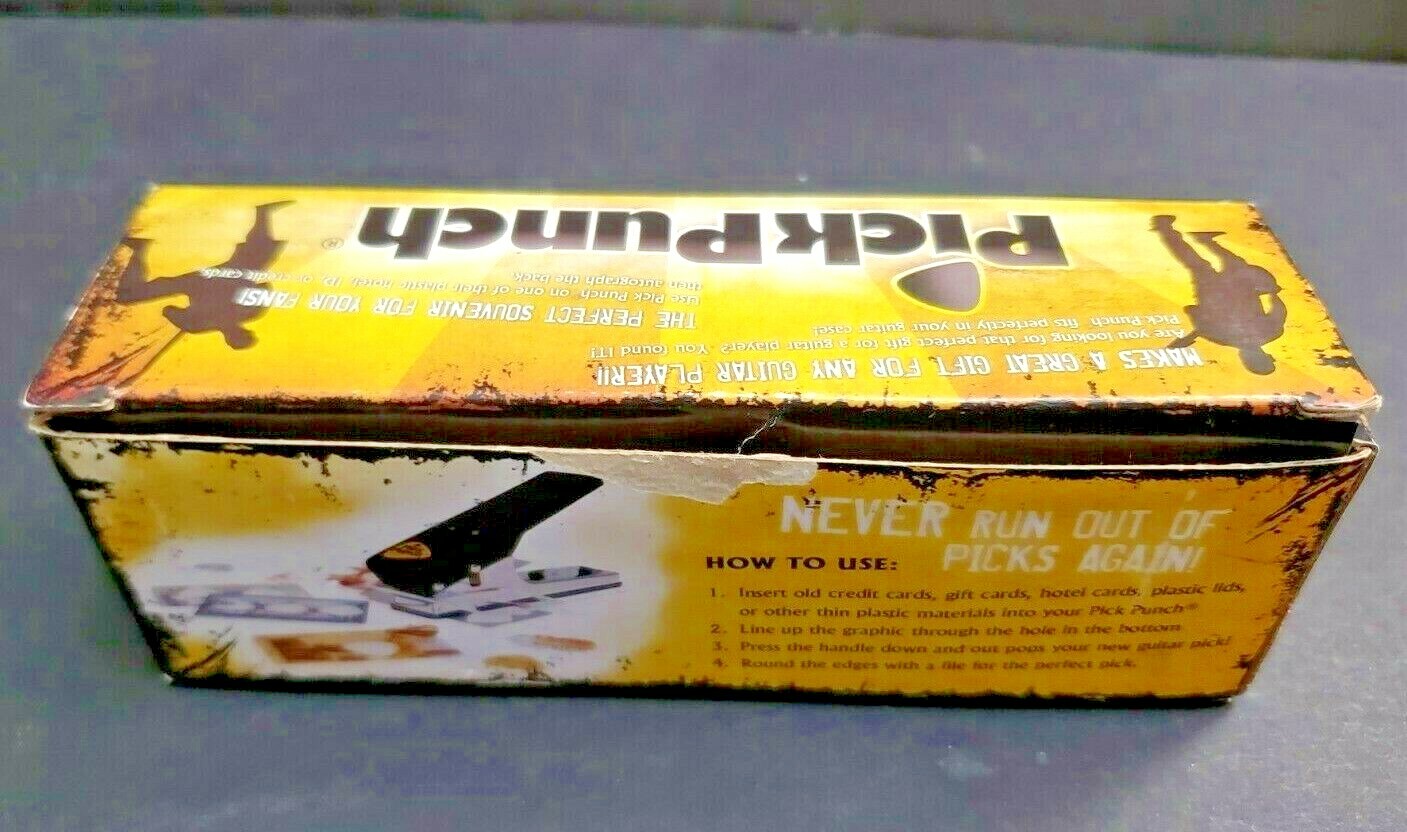 MAKES A GREAT GIFT FOR ANY GUITAR PLAYER!!
Are you looking for that perfect gift for a guitar player? You found IT!
Pick Punch fits perfectly in your guitar case!
THE PERFECT SOUVENIR FOR YOUR FANS!
Use Pick Punch on one of their plastic hotel, ID, or credit cards,
then autograph the back
PickPunch®
NEVER RUN OUT OF
PICKS AGAIN!
HOW TO USE:
1. Insert old credit cards, gift cards, hotel cards, plastic lids,
or other thin plastic materials into your Pick Punch®
2. Line up the graphic through the hole in the bottom
3. Press the handle down and out pops your new guitar pick!
4. Round the edges with a file for the perfect pick.